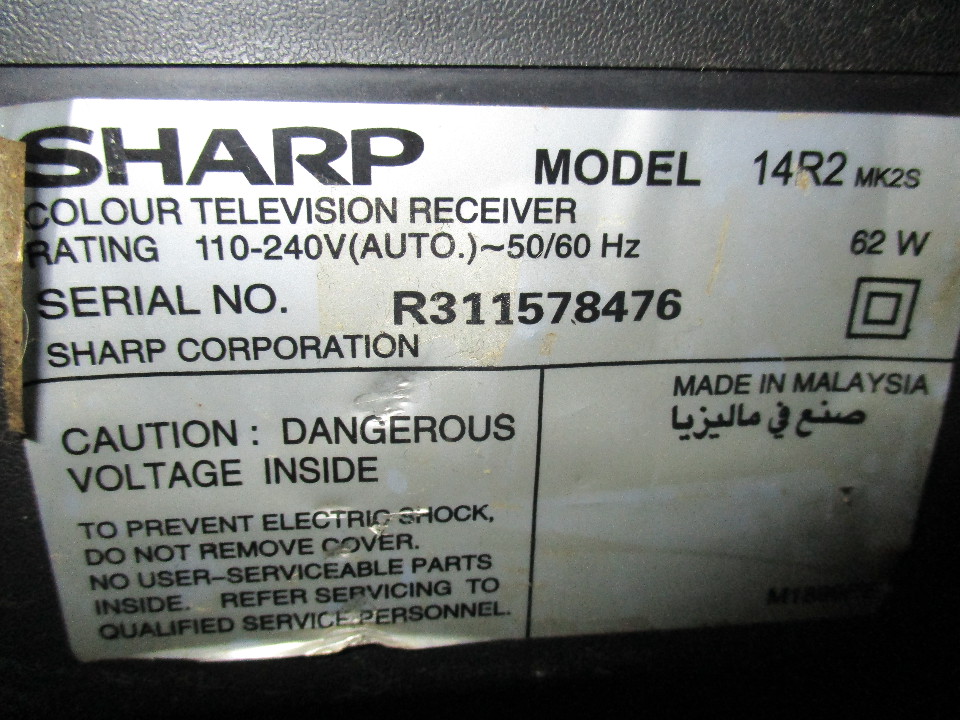 SHARP MODEL 14R2 MK2S
COLOUR TELEVISION RECEIVER
RATING 110-240V(AUTO.)~50/60 Hz 62 W
SERIAL NO. R311578476
SHARP CORPORATION
CAUTION : DANGEROUS
VOLTAGE INSIDE
TO PREVENT ELECTRIC SHOCK,
DO NOT REMOVE COVER.
NO USER-SERVICEABLE PARTS
INSIDE. REFER SERVICING TO
QUALIFIED SERVICE PERSONNEL.
MADE IN MALAYSIA
صنع في ماليزيا